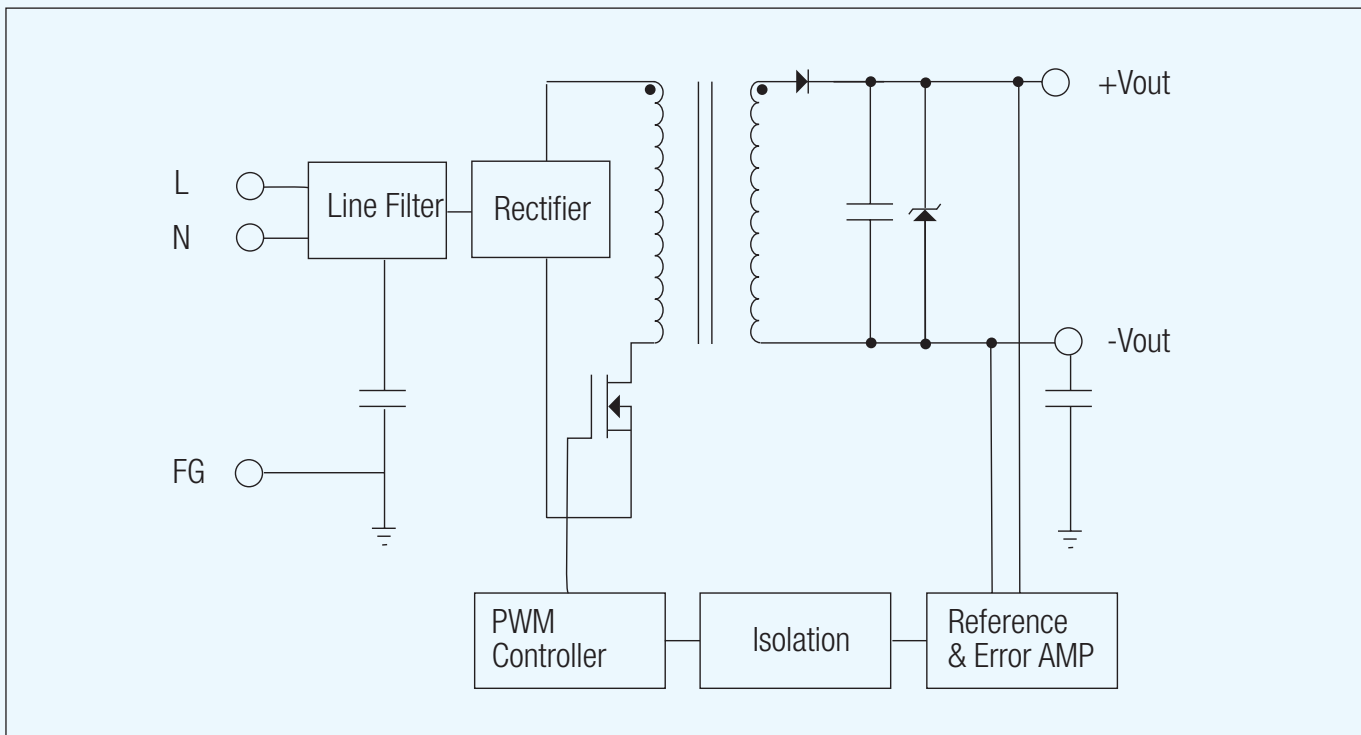 +Vout
L
Line Filter
Rectifier
N
-Vout
FG
PWM
Controller
Isolation
Reference
& Error AMP